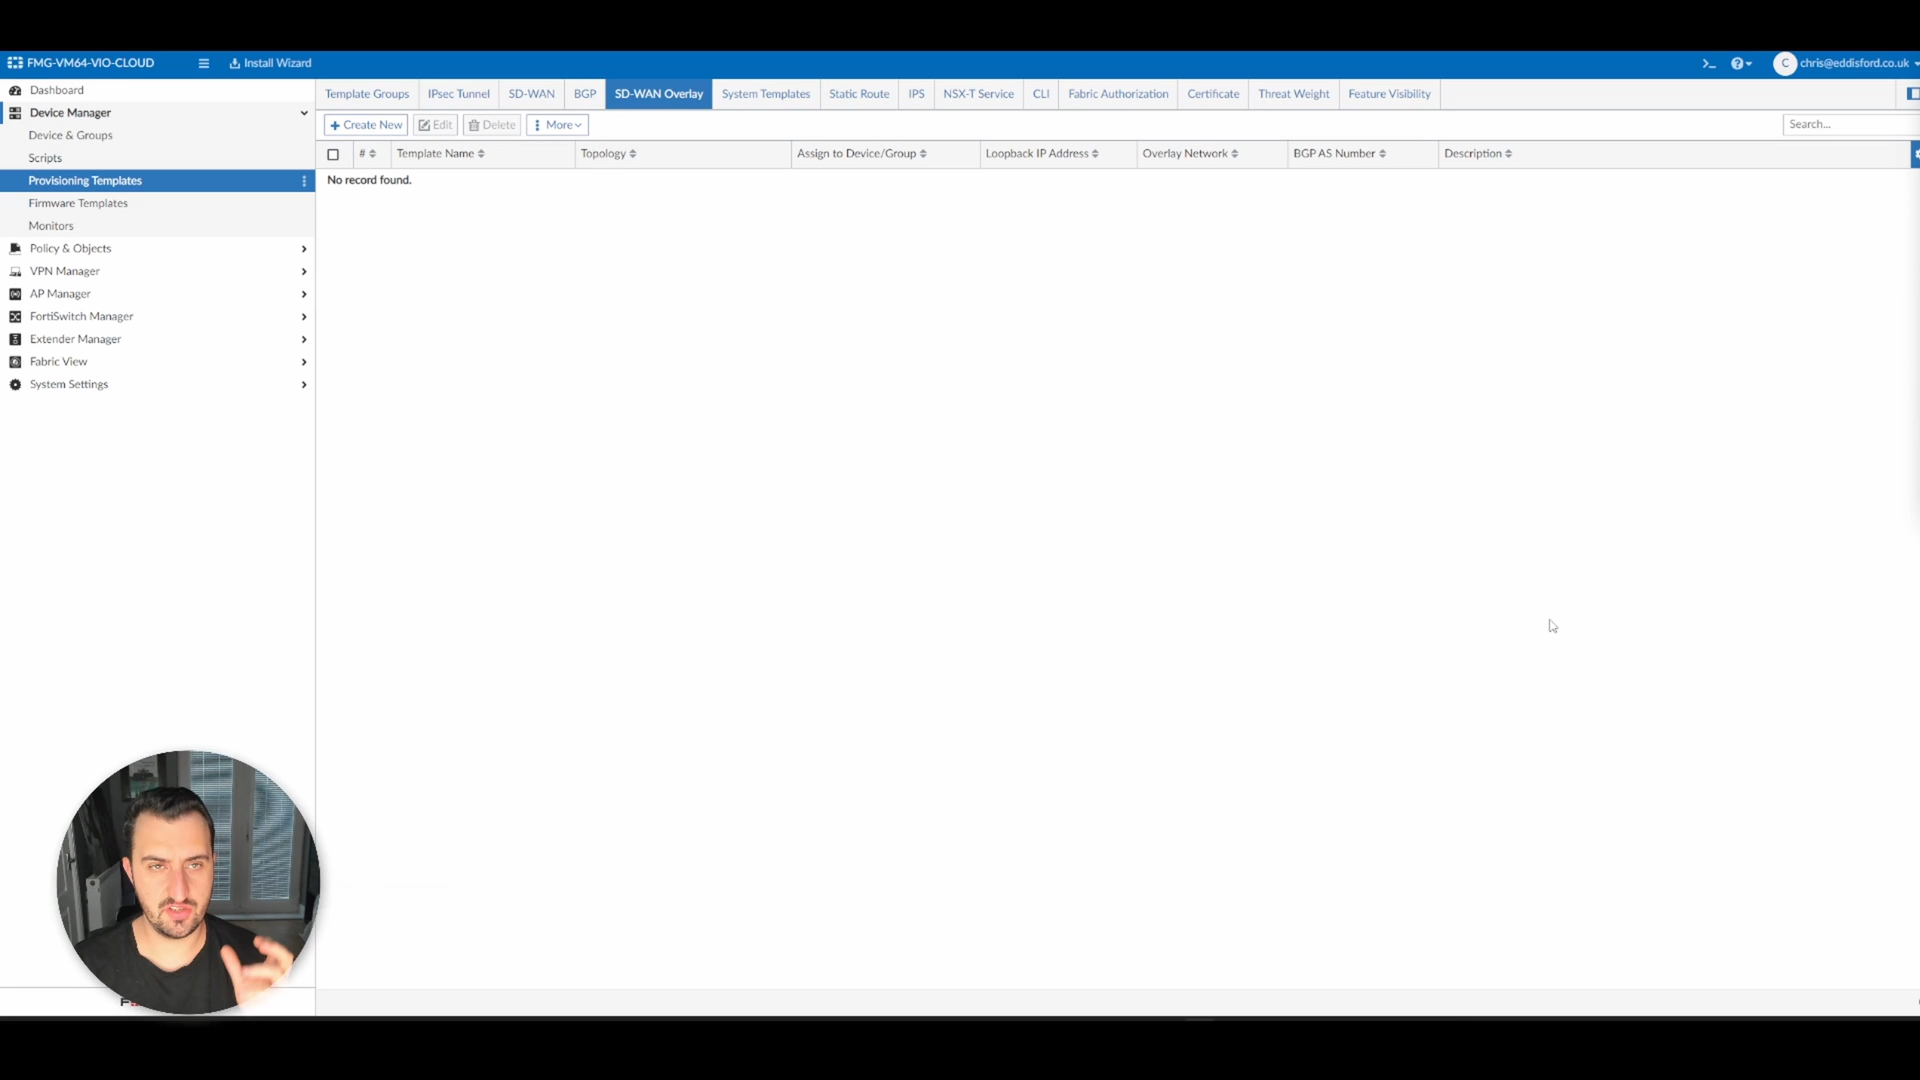 FMG-VM64-VIO-CLOUD
Install Wizard
C
chris@eddisford.co.uk
Dashboard
Device Manager
Device & Groups
Scripts
Provisioning Templates
Firmware Templates
Monitors
Policy & Objects
VPN Manager
AP Manager
FortiSwitch Manager
Extender Manager
Fabric View
System Settings
Template Groups
IPsec Tunnel
SD-WAN
BGP
SD-WAN Overlay
System Templates
Static Route
IPS
NSX-T Service
CLI
Fabric Authorization
Certificate
Threat Weight
Feature Visibility
+ Create New
Edit
Delete
More
Search...
#
Template Name
Topology
Assign to Device/Group
Loopback IP Address
Overlay Network
BGP AS Number
Description
No record found.